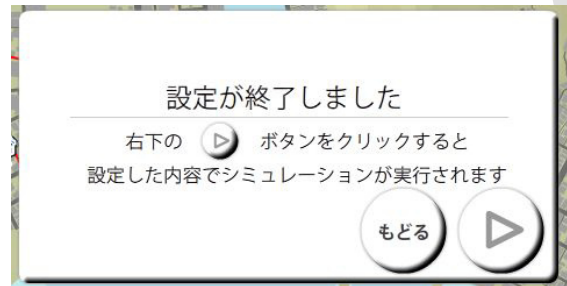 設定が終了しました
右下の ボタンをクリックすると
設定した内容でシミュレーションが実行されます
もどる